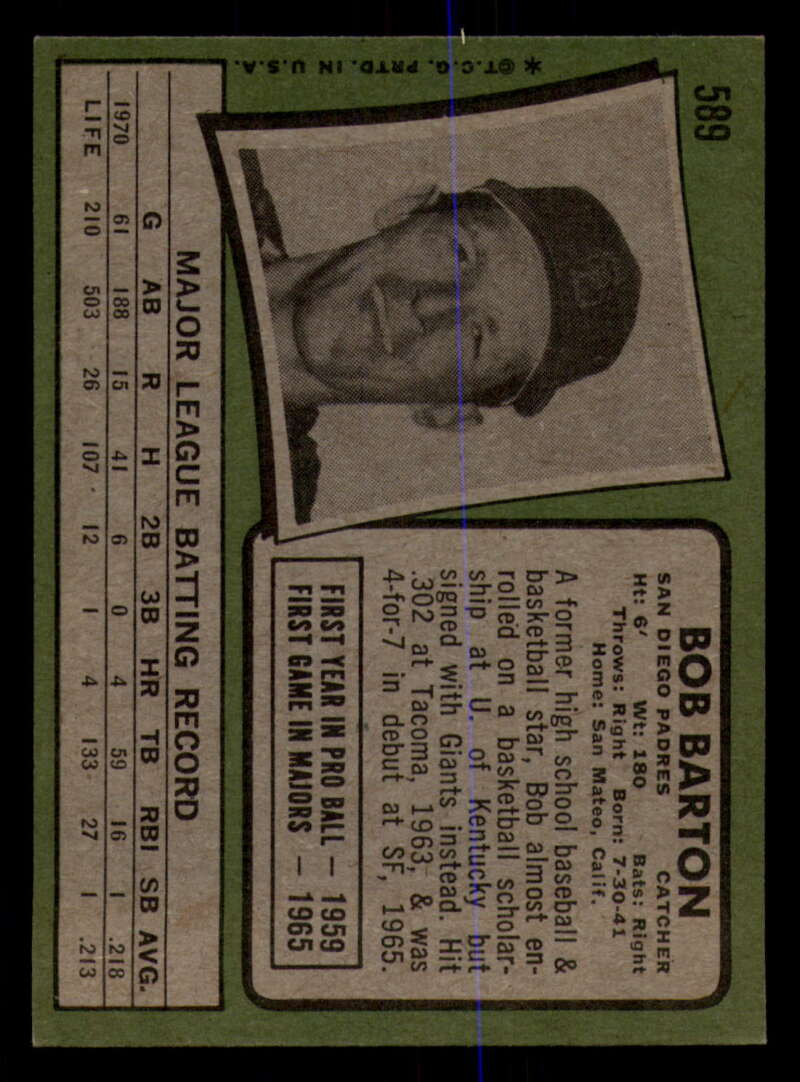 589
* ©T.C.G. PRTD. IN U.S.A.
BOB BARTON
SAN DIEGO PADRES CATCHER
Ht: 6' Wt: 180 Bats: Right
Throws: Right Born: 7-30-41
Home: San Mateo, Calif.
A former high school baseball &
basketball star, Bob almost en-
rolled on a basketball scholar-
ship at U. of Kentucky but
signed with Giants instead. Hit
.302 at Tacoma, 1963, & was
4-for-7 in debut at SF, 1965.
FIRST YEAR IN PRO BALL — 1959
FIRST GAME IN MAJORS — 1965
MAJOR LEAGUE BATTING RECORD
G AB R H 2B 3B HR TB RBI SB AVG.
1970 61 188 15 41 6 0 4 59 16 1 .218
LIFE 210 503 26 107 12 1 4 133 27 1 .213